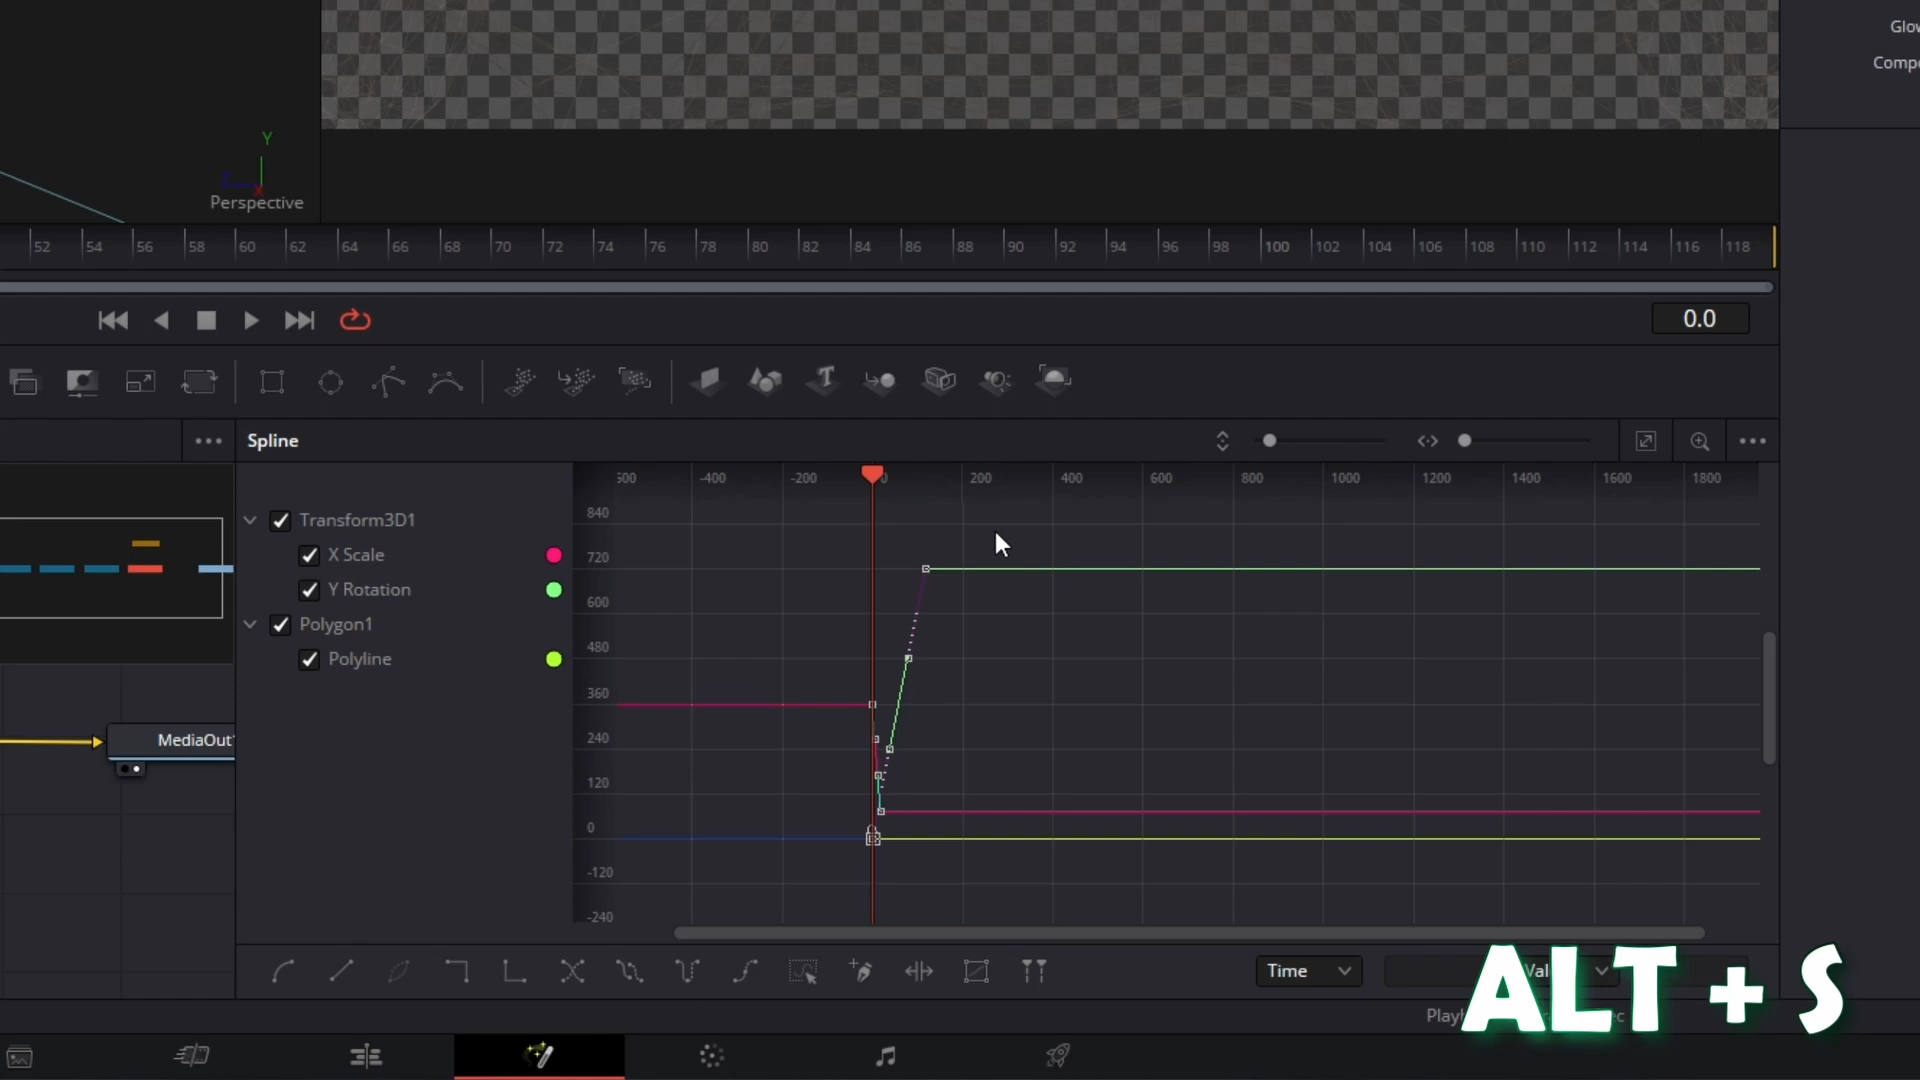 Glow
Compo
Y
Z
X
Perspective
52 54 56 58 60 62 64 66 68 70 72 74 76 78 80 82 84 86 88 90 92 94 96 98 100 102 104 106 108 110 112 114 116 118
0.0
Spline
-400 -200 0 200 400 600 800 1000 1200 1400 1600 1800
Transform3D1
X Scale
Y Rotation
Polygon1
Polyline
840
720
600
480
360
240
120
0
-120
-240
MediaOut
Time
Val
ALT + S